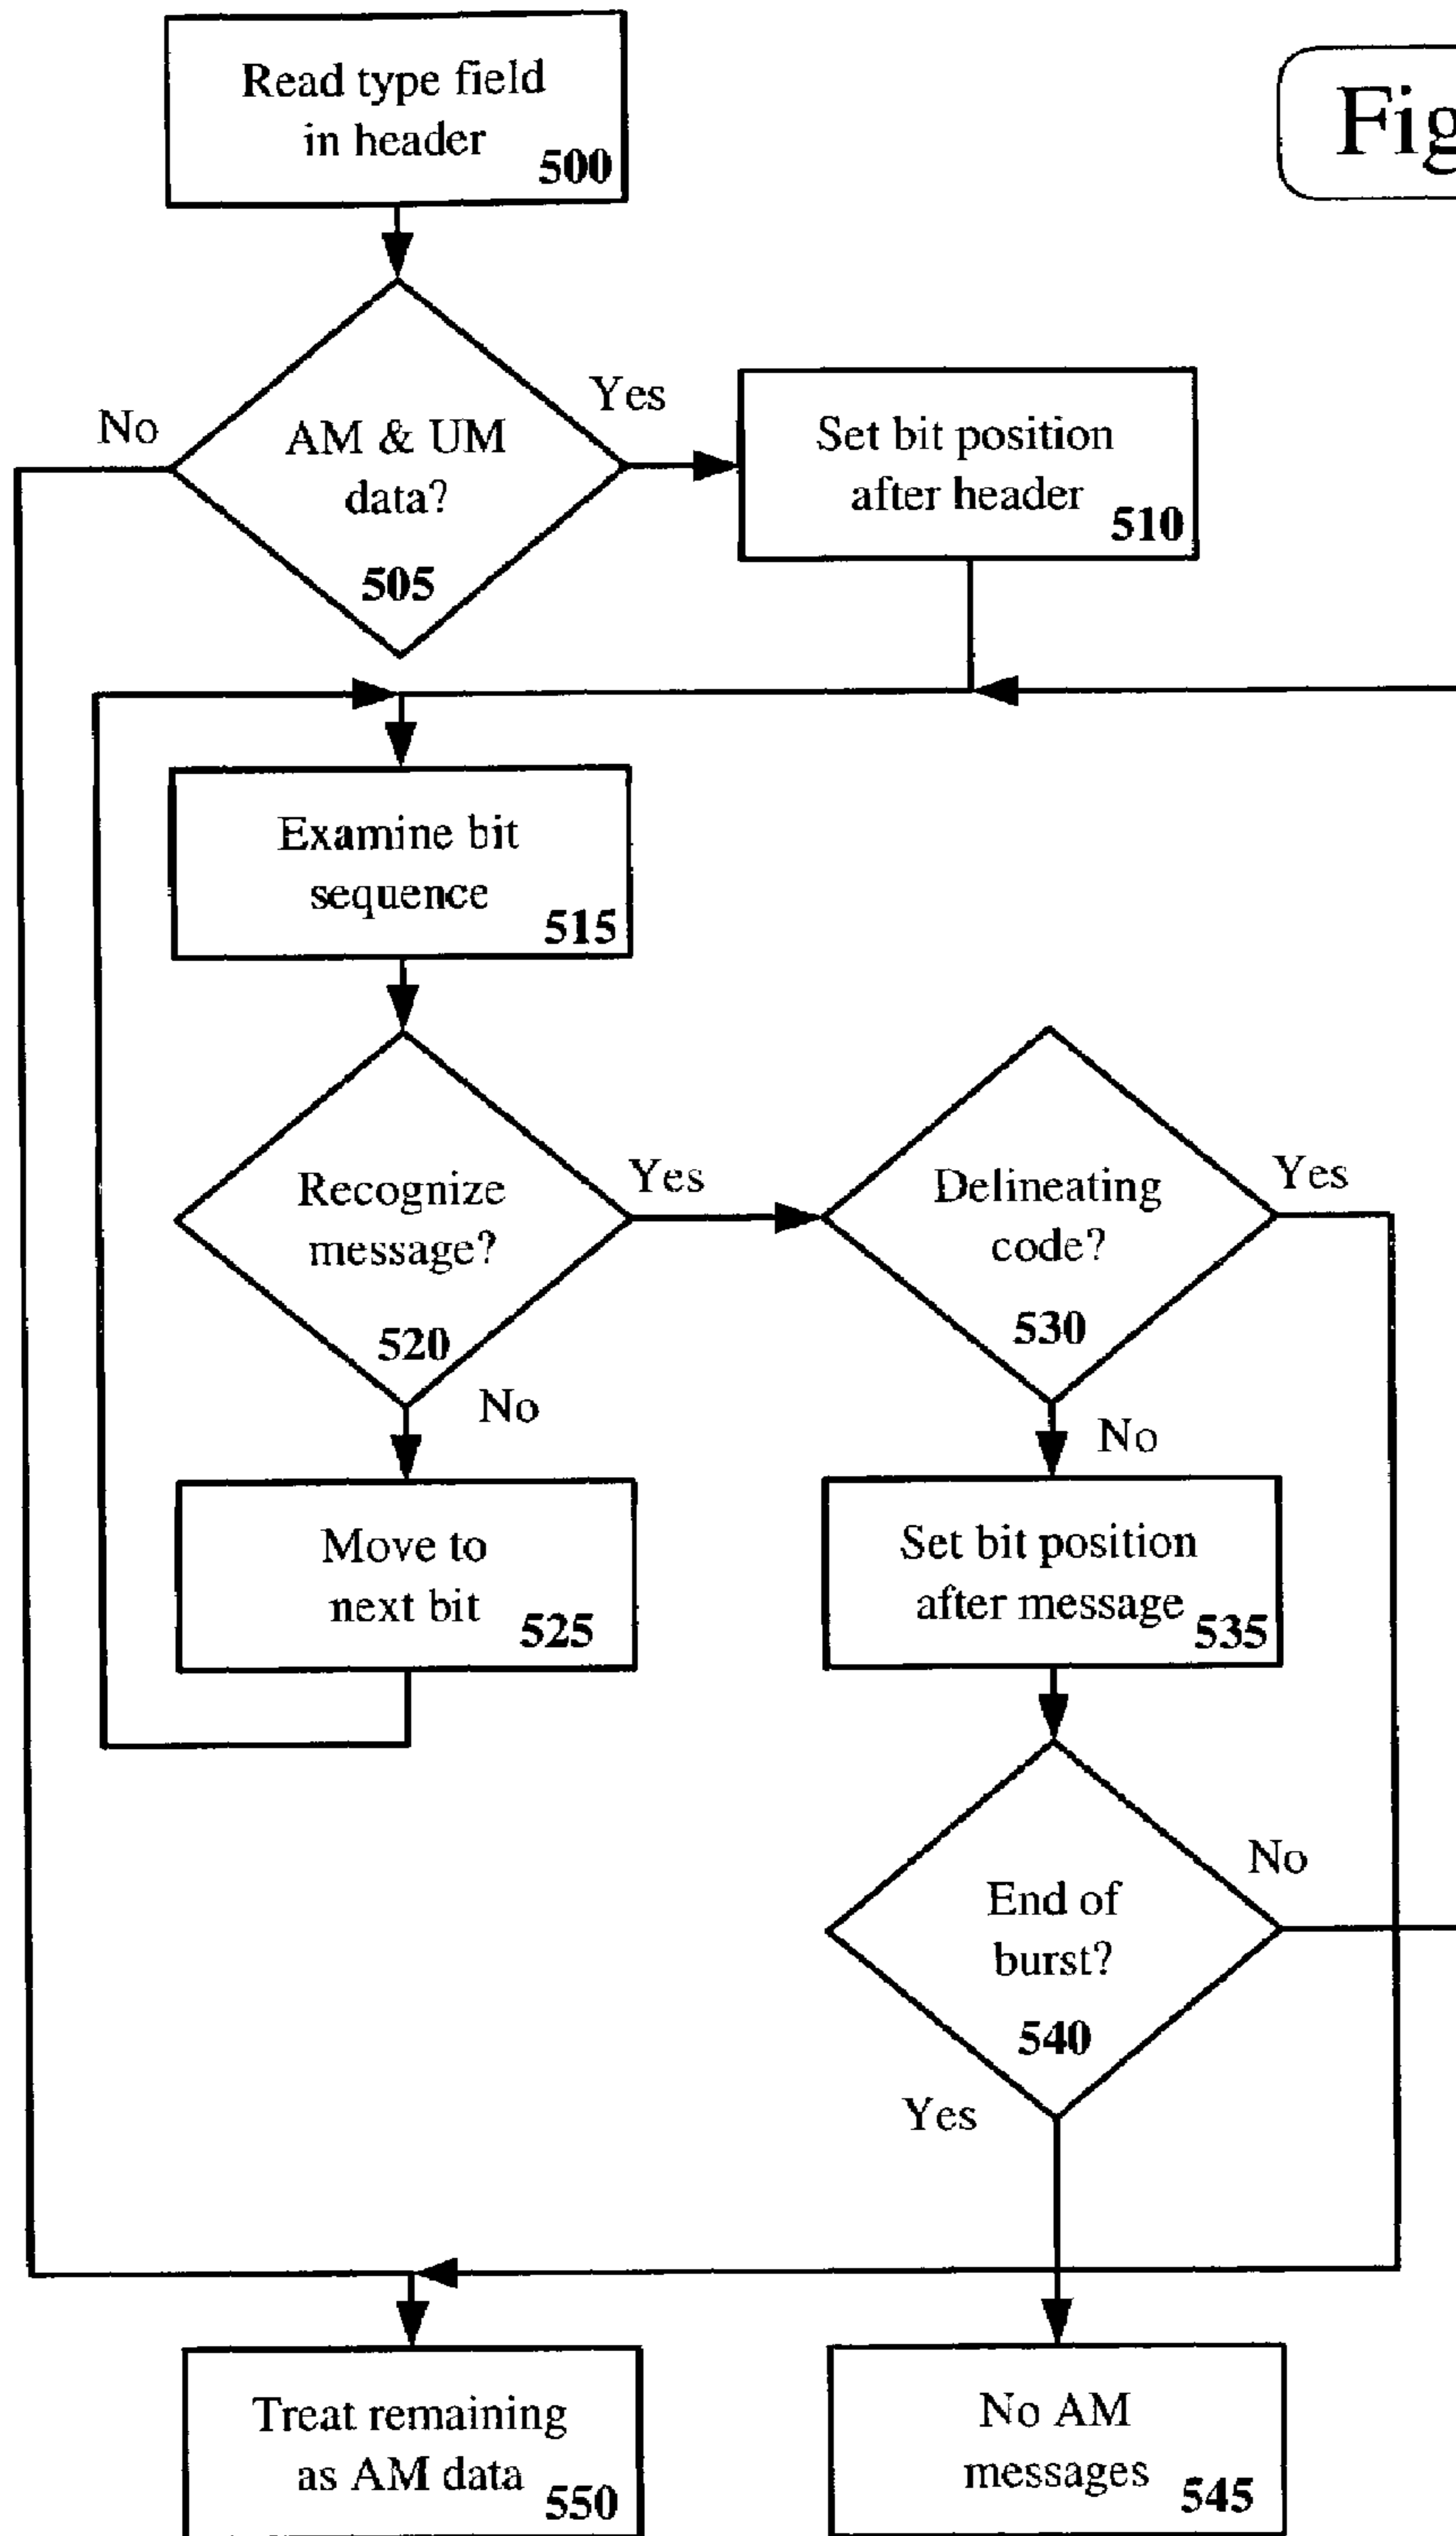 Read type field
in header
500
Fig
No
AM & UM
data?
505
Yes
Set bit position
after header
510
Examine bit
sequence
515
Recognize
message?
520
Yes
No
Delineating
code?
530
Yes
No
Move to
next bit
525
Set bit position
after message
535
End of
burst?
540
No
Yes
Treat remaining
as AM data
550
No AM
messages
545